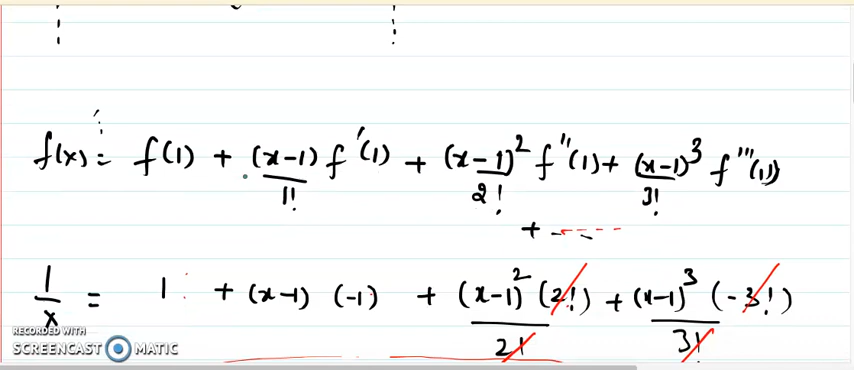 f(x) = f(1) + (x-1)/1! f'(1) + (x-1)²/2! f''(1) + (x-1)³/3! f'''(1)
+ -----
1/x = 1 + (x-1) (-1) + (x-1)² (2!)/2! + (x-1)³ (-3!)/3!
RECORDED WITH
SCREENCAST MATIC